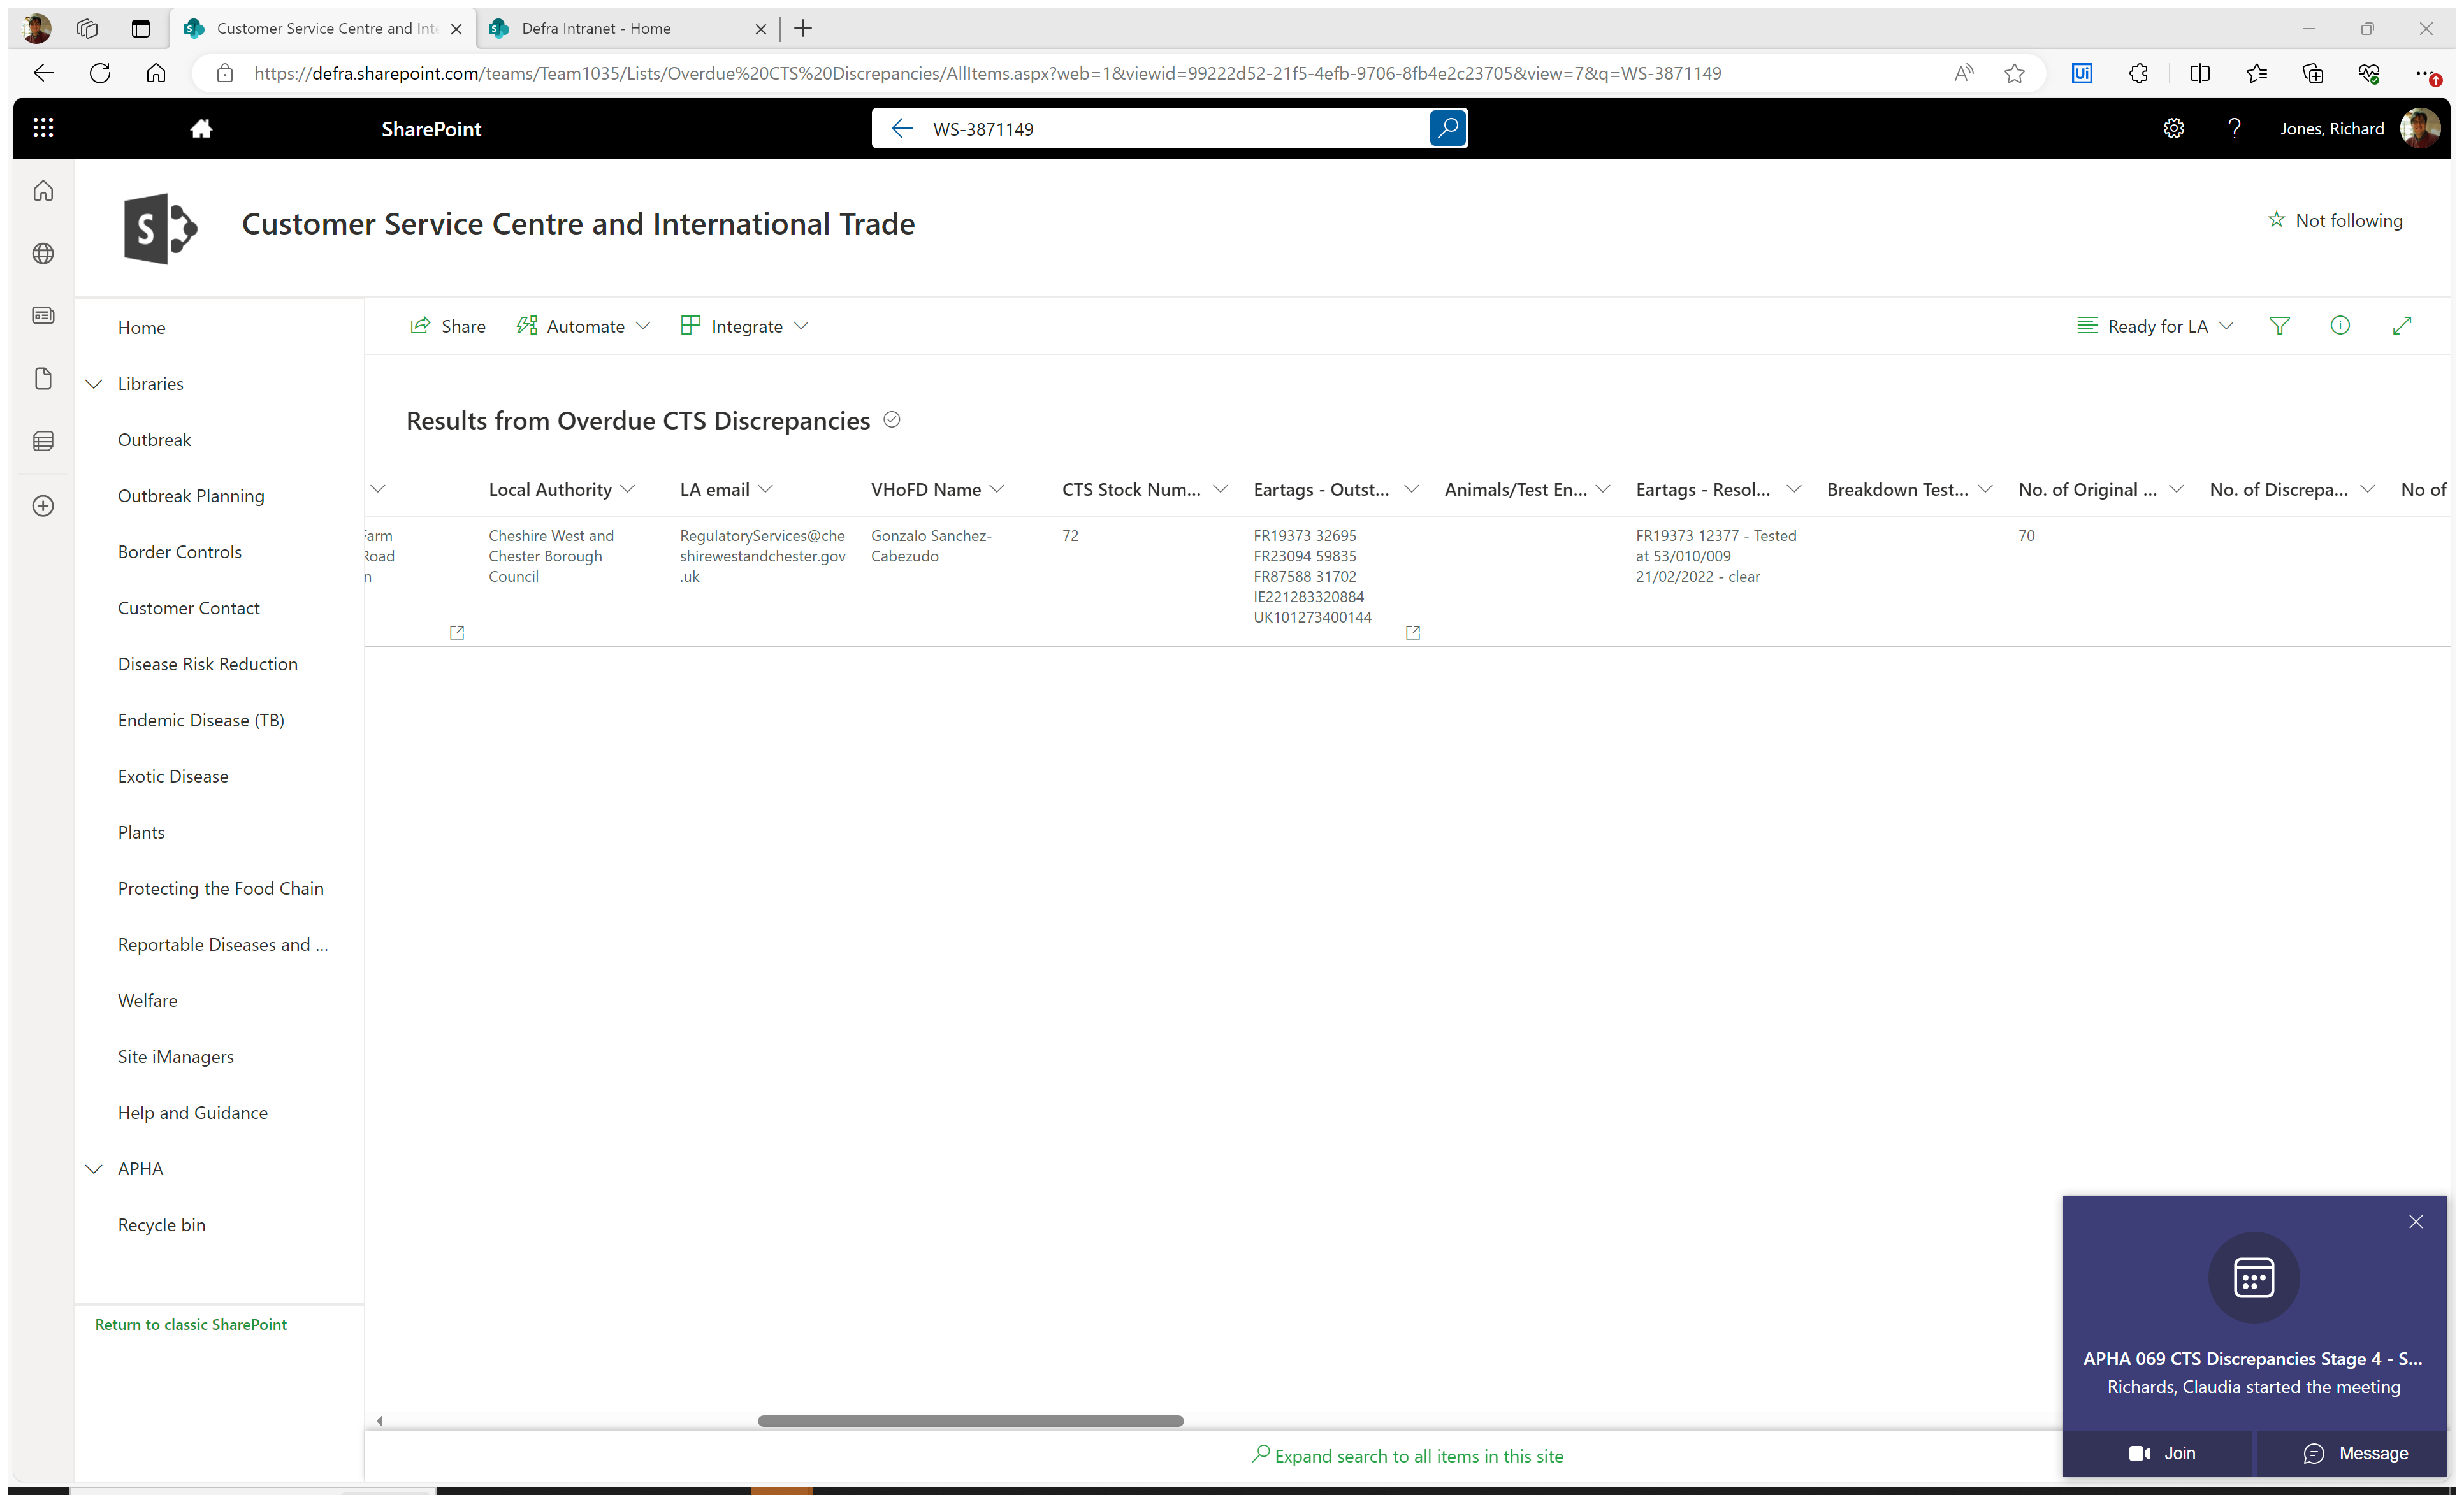 Customer Service Centre and Inte
Defra Intranet - Home
https://defra.sharepoint.com/teams/Team1035/Lists/Overdue%20CTS%20Discrepancies/AllItems.aspx?web=1&viewid=99222d52-21f5-4efb-9706-8fb4e2c23705&view=7&q=WS-3871149
SharePoint
WS-3871149
Jones, Richard
Customer Service Centre and International Trade
Not following
Home
Libraries
Outbreak
Outbreak Planning
Border Controls
Customer Contact
Disease Risk Reduction
Endemic Disease (TB)
Exotic Disease
Plants
Protecting the Food Chain
Reportable Diseases and ...
Welfare
Site iManagers
Help and Guidance
APHA
Recycle bin
Return to classic SharePoint
Share
Automate
Integrate
Ready for LA
Results from Overdue CTS Discrepancies
Local Authority
LA email
VHoFD Name
CTS Stock Num...
Eartags - Outst...
Animals/Test En...
Eartags - Resol...
Breakdown Test...
No. of Original ...
No. of Discrepa...
No of
Farm
Road
n
Cheshire West and
Chester Borough
Council
RegulatoryServices@che
shirewestandchester.gov
.uk
Gonzalo Sanchez-
Cabezudo
72
FR19373 32695
FR23094 59835
FR87588 31702
IE221283320884
UK101273400144
FR19373 12377 - Tested
at 53/010/009
21/02/2022 - clear
70
Expand search to all items in this site
APHA 069 CTS Discrepancies Stage 4 - S...
Richards, Claudia started the meeting
Join
Message